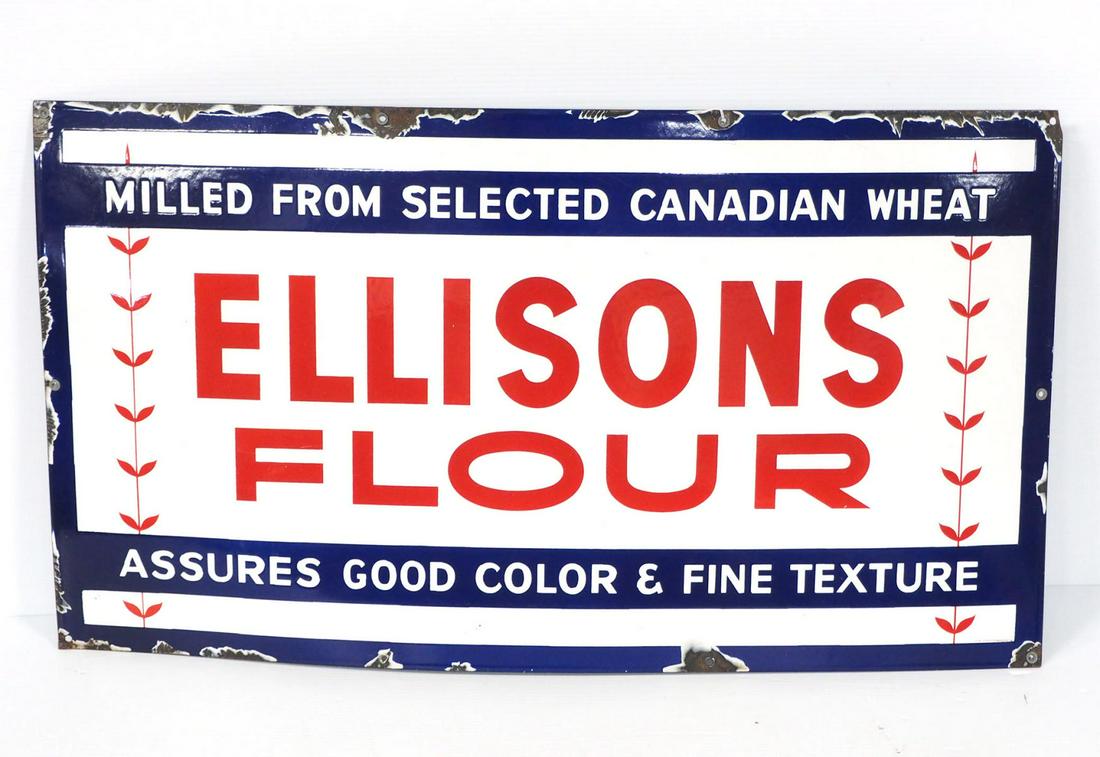 MILLED FROM SELECTED CANADIAN WHEAT
ELLISONS
FLOUR
ASSURES GOOD COLOR & FINE TEXTURE